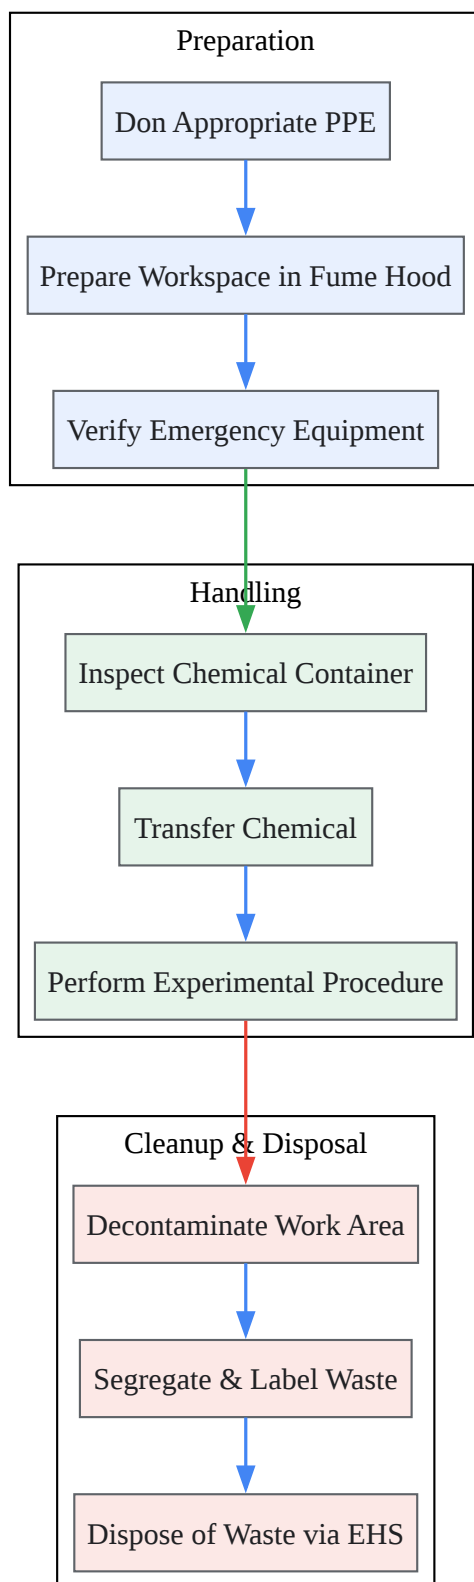 Preparation
Don Appropriate PPE
Prepare Workspace in Fume Hood
Verify Emergency Equipment
Handling
Inspect Chemical Container
Transfer Chemical
Perform Experimental Procedure
Cleanup & Disposal
Decontaminate Work Area
Segregate & Label Waste
Dispose of Waste via EHS